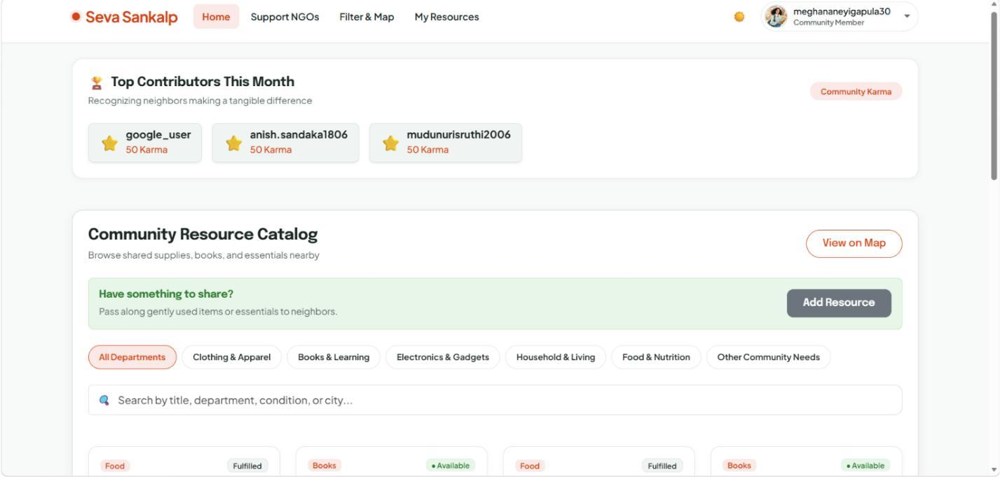 Seva Sankalp Home Support NGOs Filter & Map My Resources meghananeyigapula30
Community Member
Top Contributors This Month
Recognizing neighbors making a tangible difference
Community Karma
google_user anish.sandaka1806 mudunurisruthi2006
50 Karma 50 Karma 50 Karma
Community Resource Catalog
Browse shared supplies, books, and essentials nearby
View on Map
Have something to share?
Pass along gently used items or essentials to neighbors.
Add Resource
All Departments Clothing & Apparel Books & Learning Electronics & Gadgets Household & Living Food & Nutrition Other Community Needs
Search by title, department, condition, or city...
Food Fulfilled Books • Available Food Fulfilled Books • Available